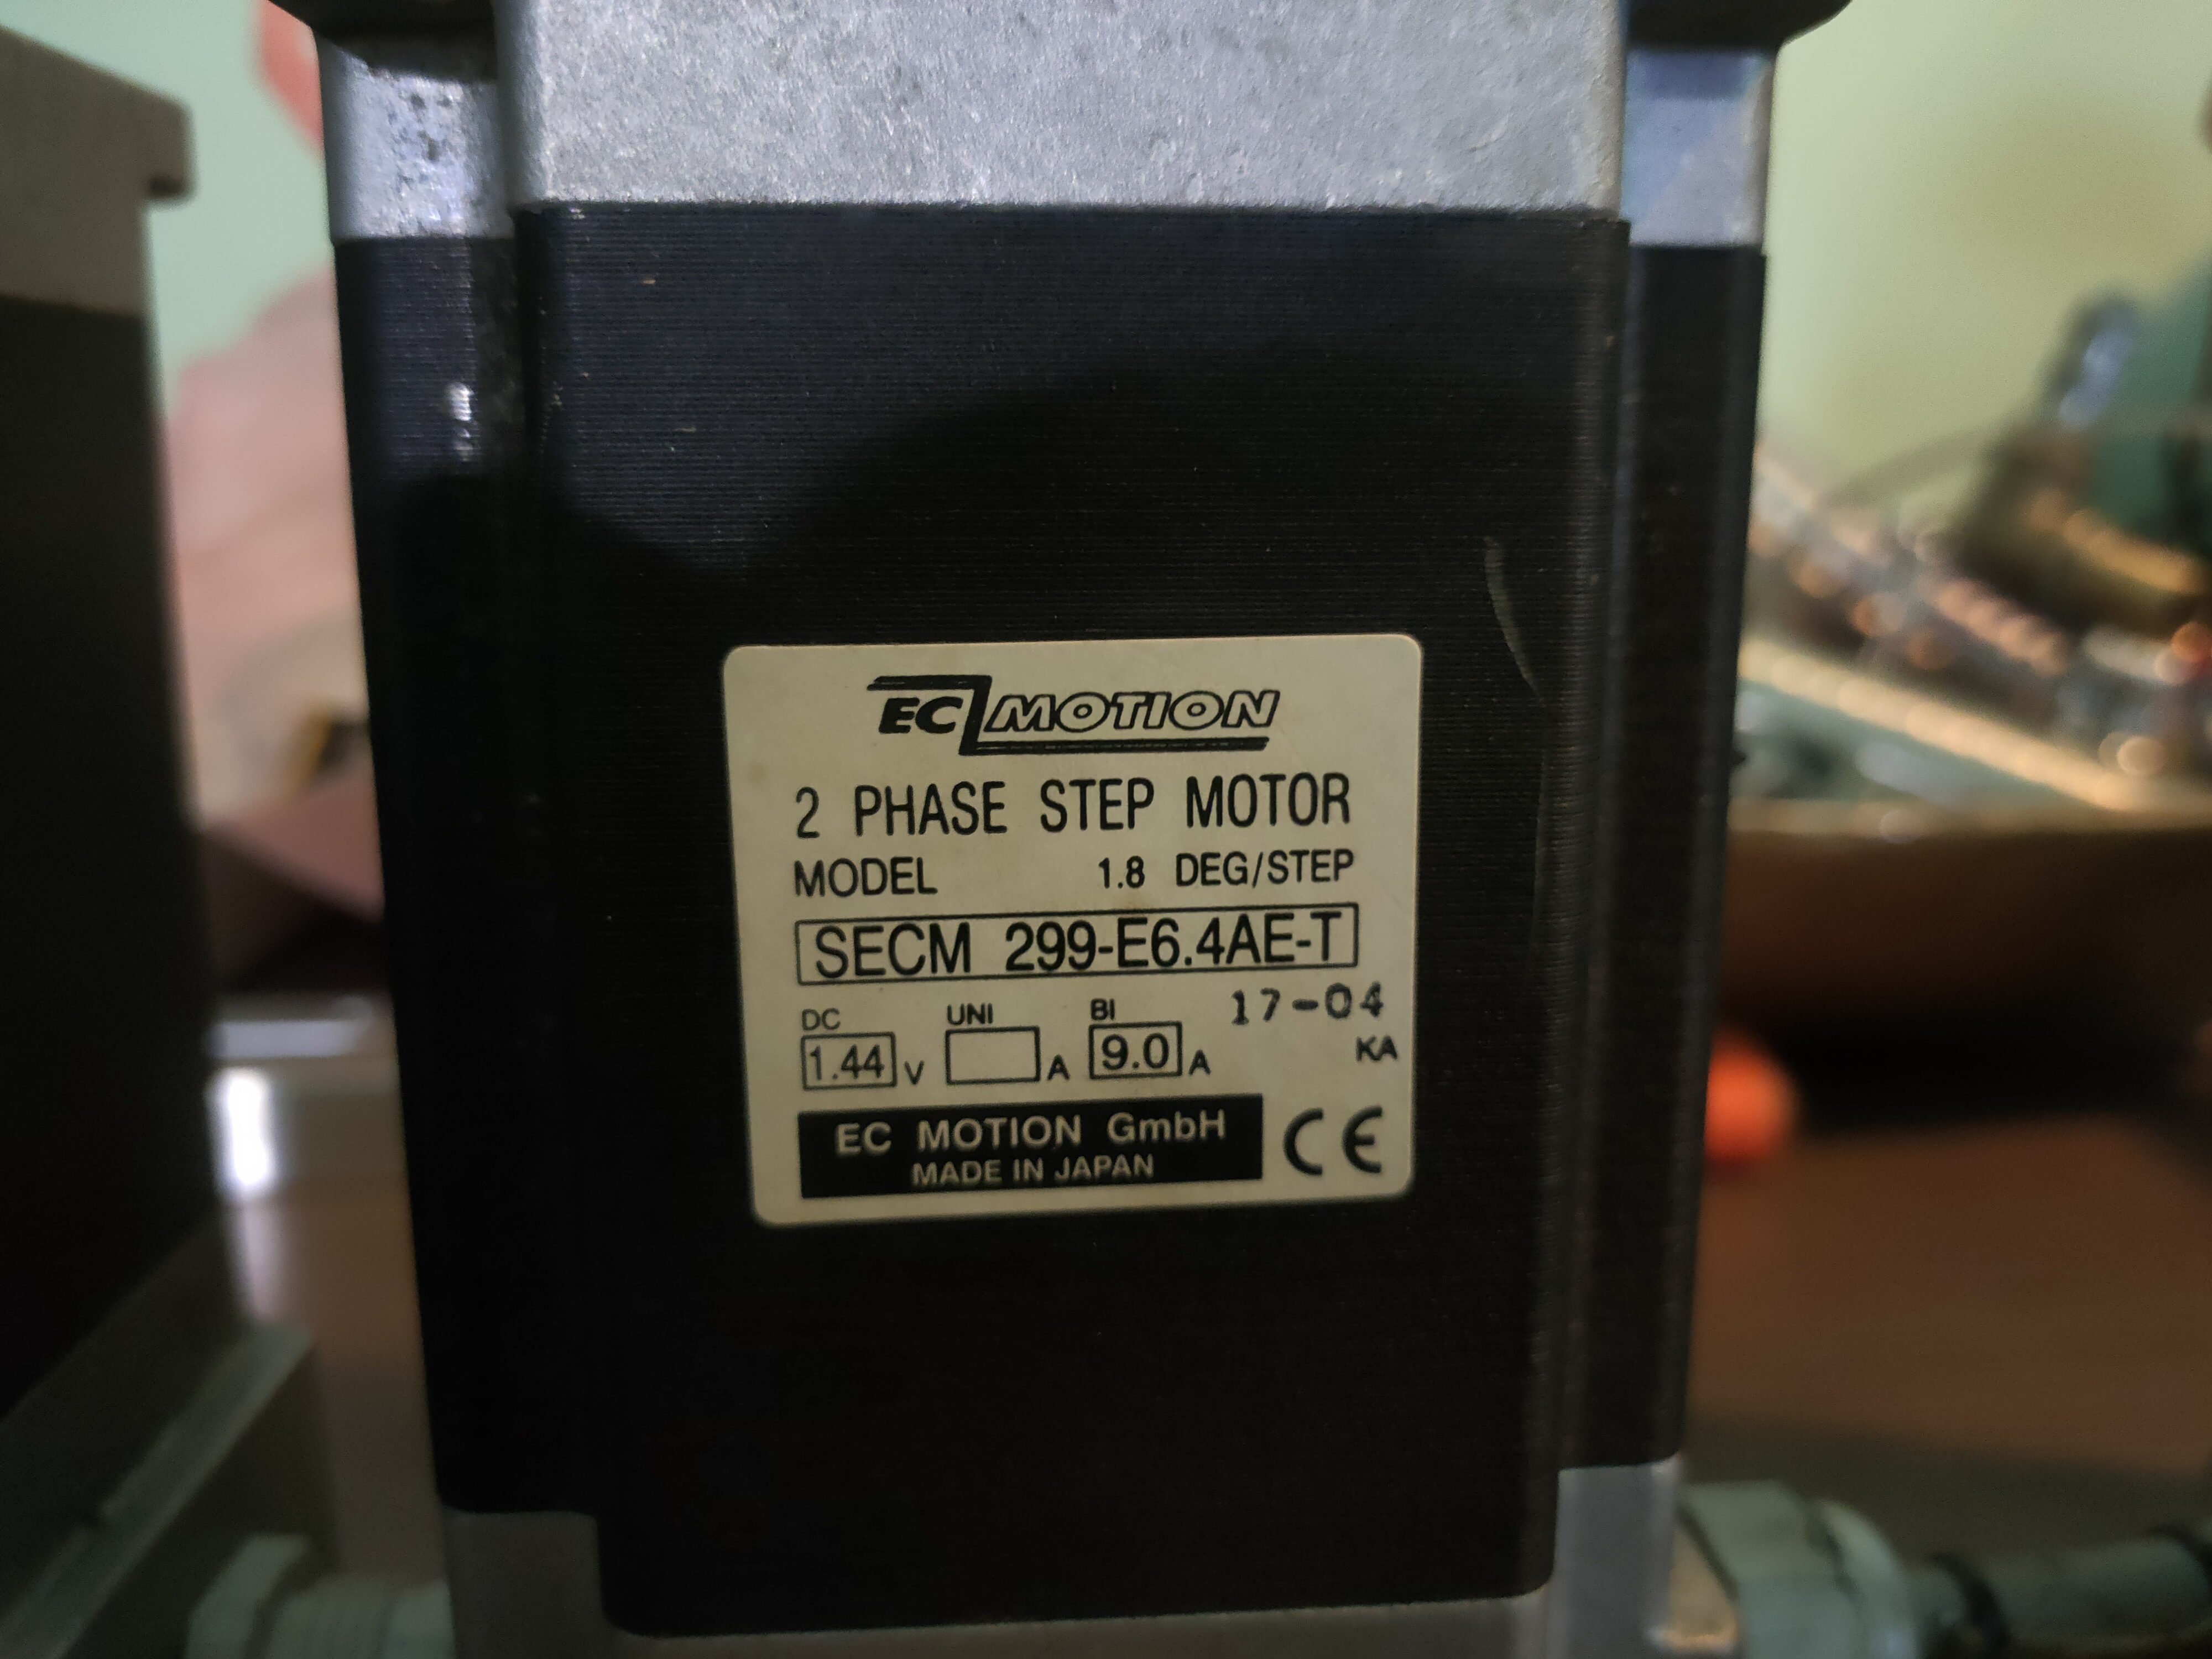 EC MOTION
2 PHASE STEP MOTOR
MODEL 1.8 DEG/STEP
SECM 299-E6.4AE-T
DC UNI BI 17-04
1.44 V A 9.0 A KA
EC MOTION GmbH CE
MADE IN JAPAN